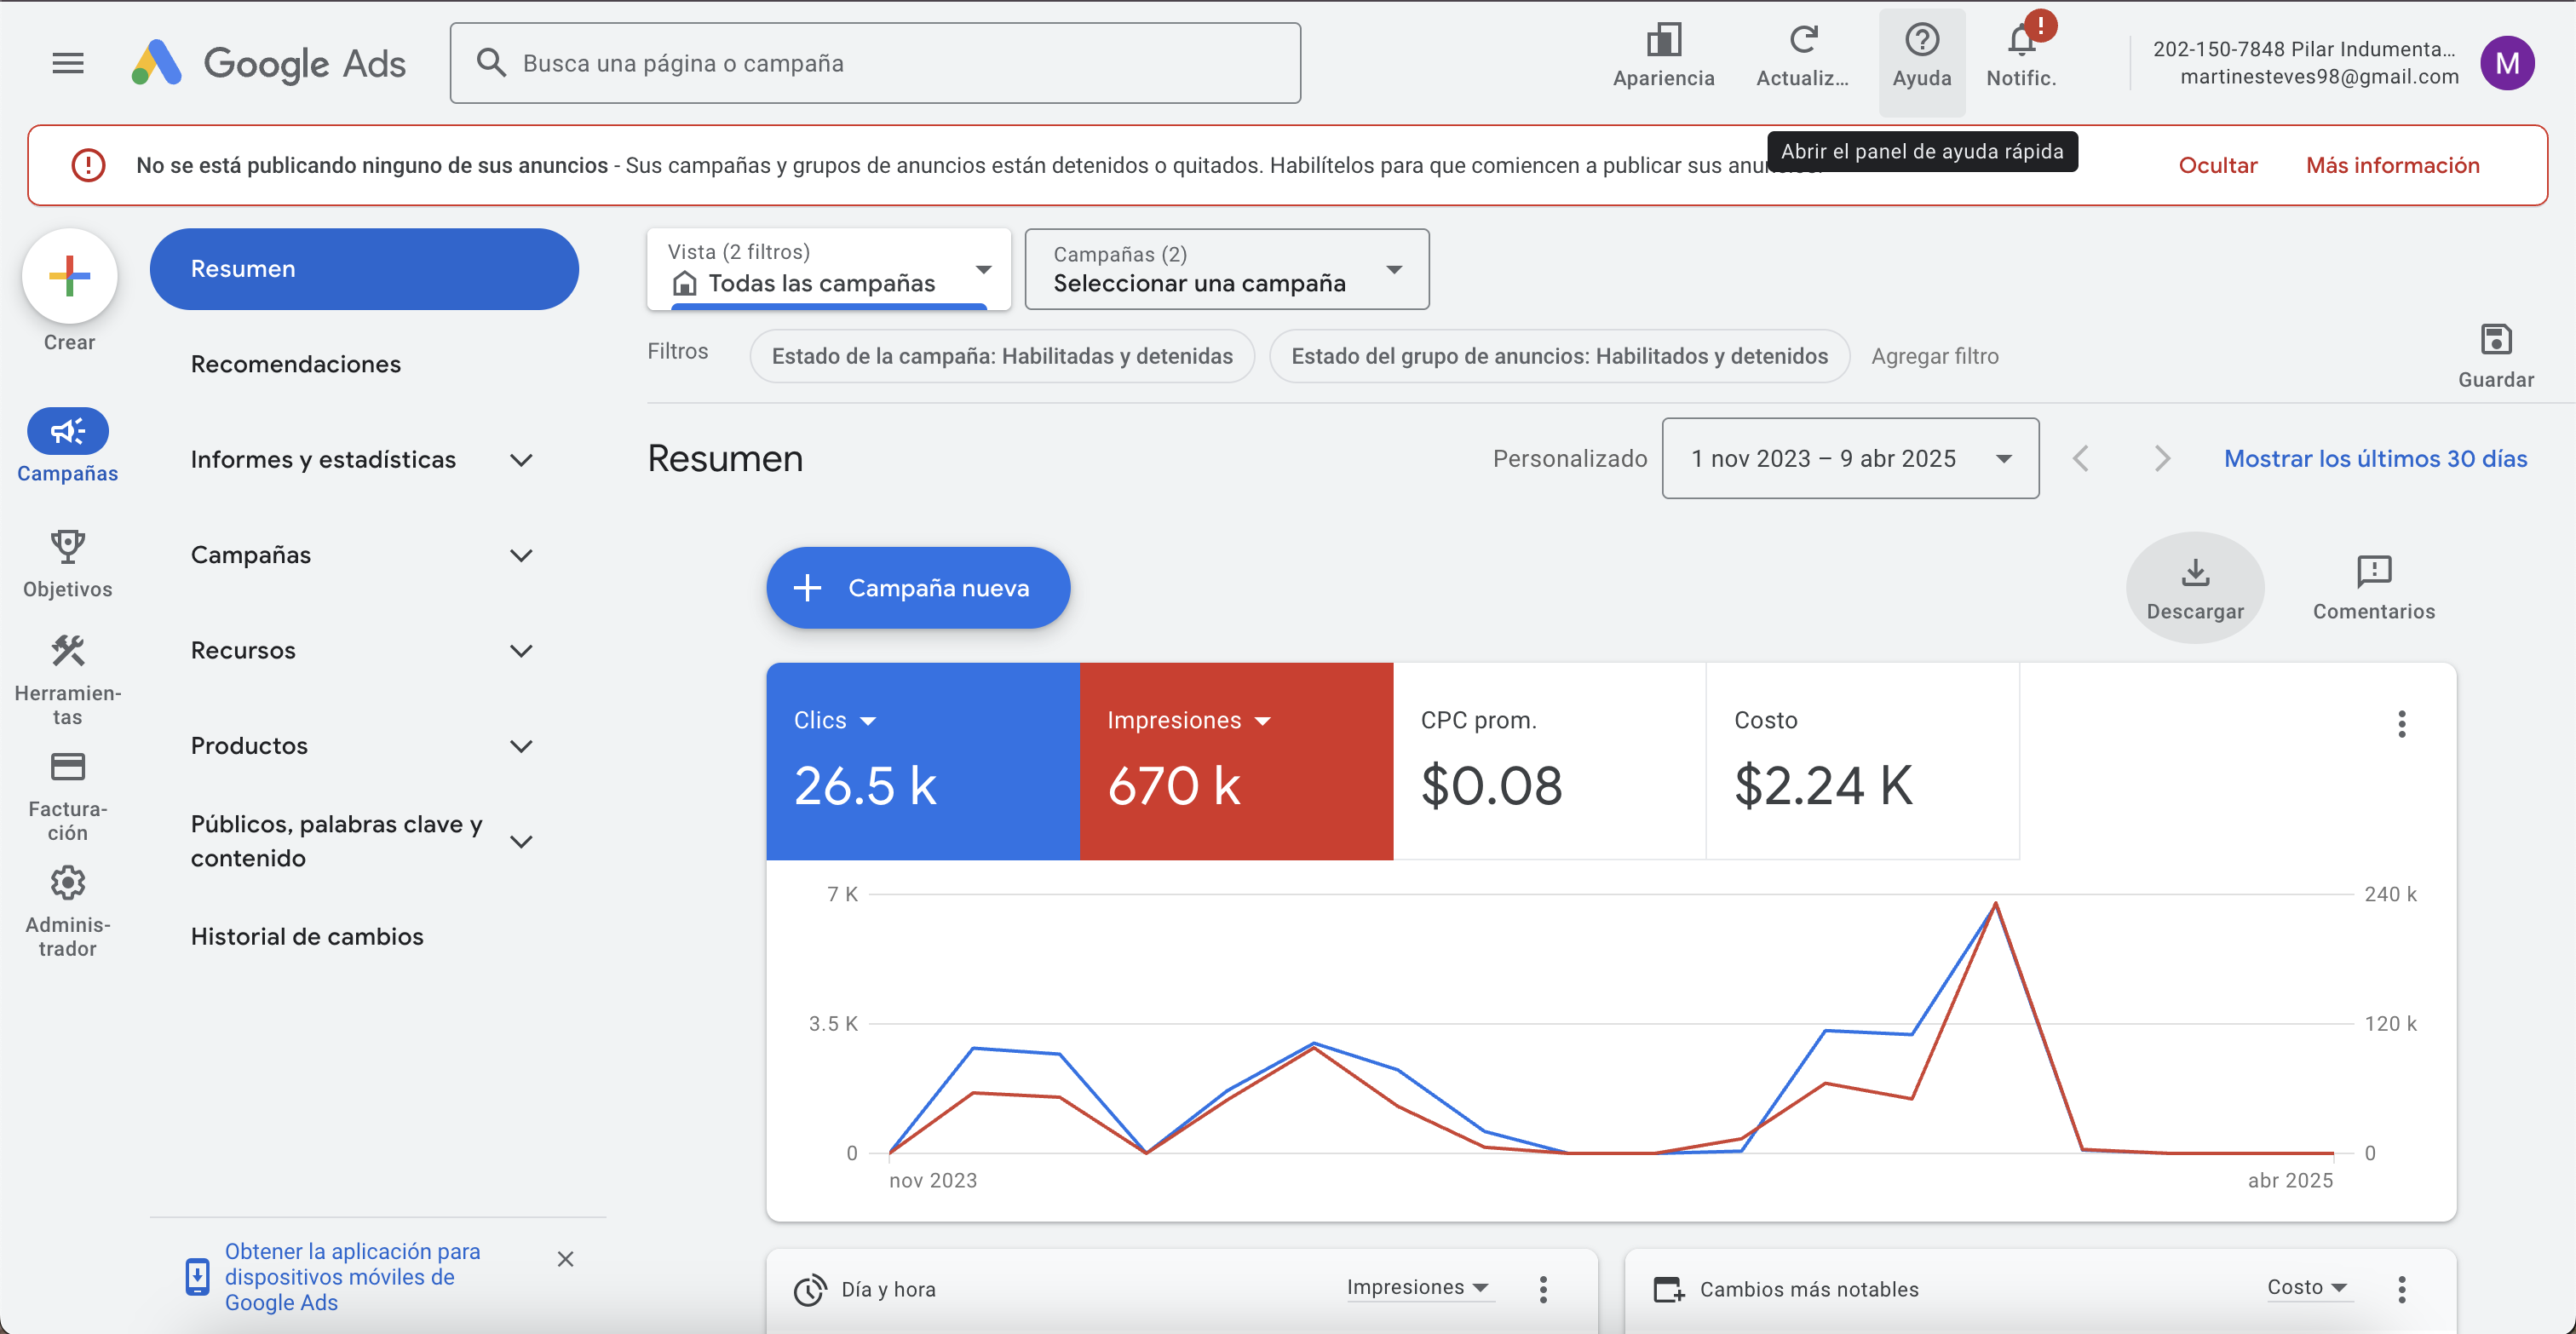 Google Ads
Busca una página o campaña
Apariencia
Actualiz...
Ayuda
Notific.
202-150-7848 Pilar Indumenta...
martinesteves98@gmail.com
M
Abrir el panel de ayuda rápida
No se está publicando ninguno de sus anuncios - Sus campañas y grupos de anuncios están detenidos o quitados. Habilítelos para que comiencen a publicar sus
Ocultar
Más información
Crear
Campañas
Objetivos
Herramien-
tas
Factura-
ción
Adminis-
trador
Resumen
Recomendaciones
Informes y estadísticas
Campañas
Recursos
Productos
Públicos, palabras clave y
contenido
Historial de cambios
Obtener la aplicación para
dispositivos móviles de
Google Ads
Vista (2 filtros)
Todas las campañas
Campañas (2)
Seleccionar una campaña
Filtros
Estado de la campaña: Habilitadas y detenidas
Estado del grupo de anuncios: Habilitados y detenidos
Agregar filtro
Guardar
Resumen
Personalizado
1 nov 2023 – 9 abr 2025
Mostrar los últimos 30 días
Campaña nueva
Descargar
Comentarios
Clics
26.5 k
Impresiones
670 k
CPC prom.
$0.08
Costo
$2.24 K
7 K
240 k
3.5 K
120 k
0
0
nov 2023
abr 2025
Día y hora
Impresiones
Cambios más notables
Costo